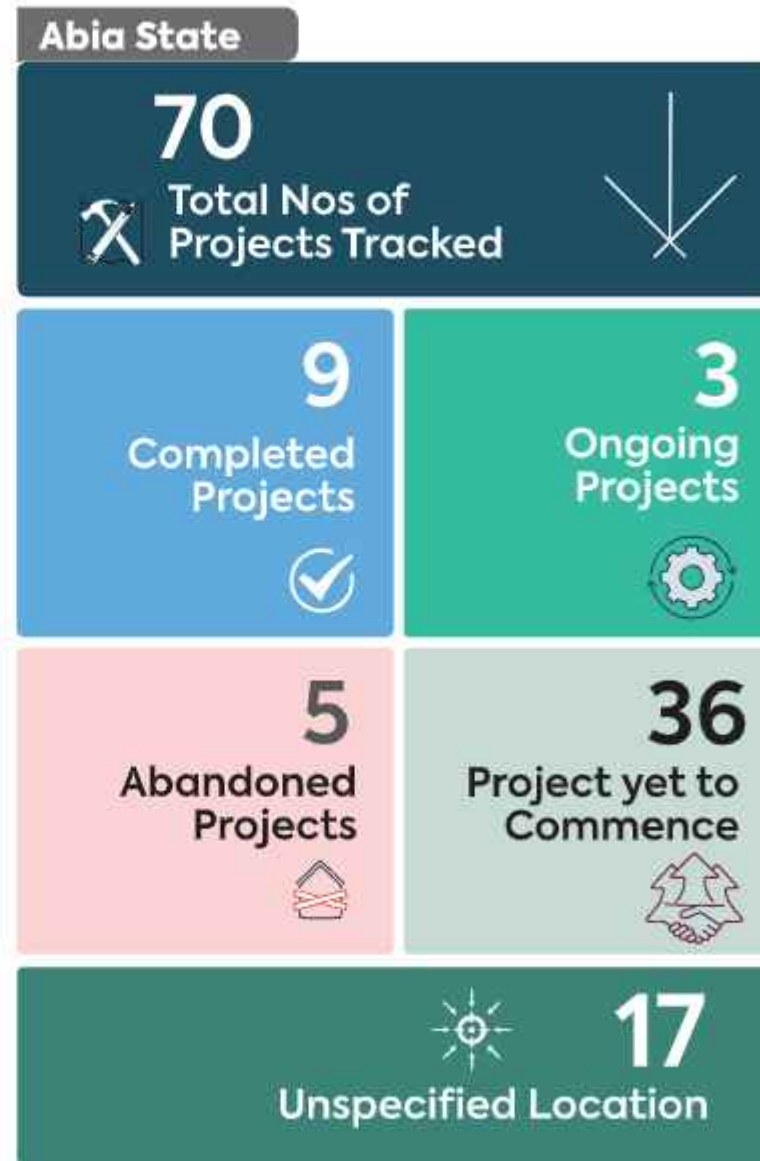 Abia State
70
Total Nos of
Projects Tracked
9
Completed
Projects
3
Ongoing
Projects
5
Abandoned
Projects
36
Project yet to
Commence
17
Unspecified Location